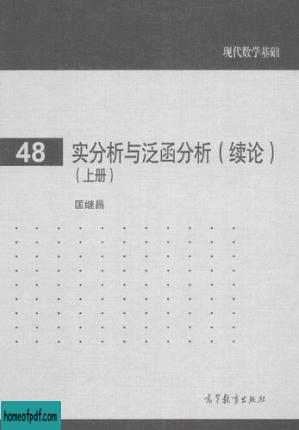 现代数学基础
48 实分析与泛函分析（续论）
（上册）
匡继昌
高等教育出版社
homeofpdf.com